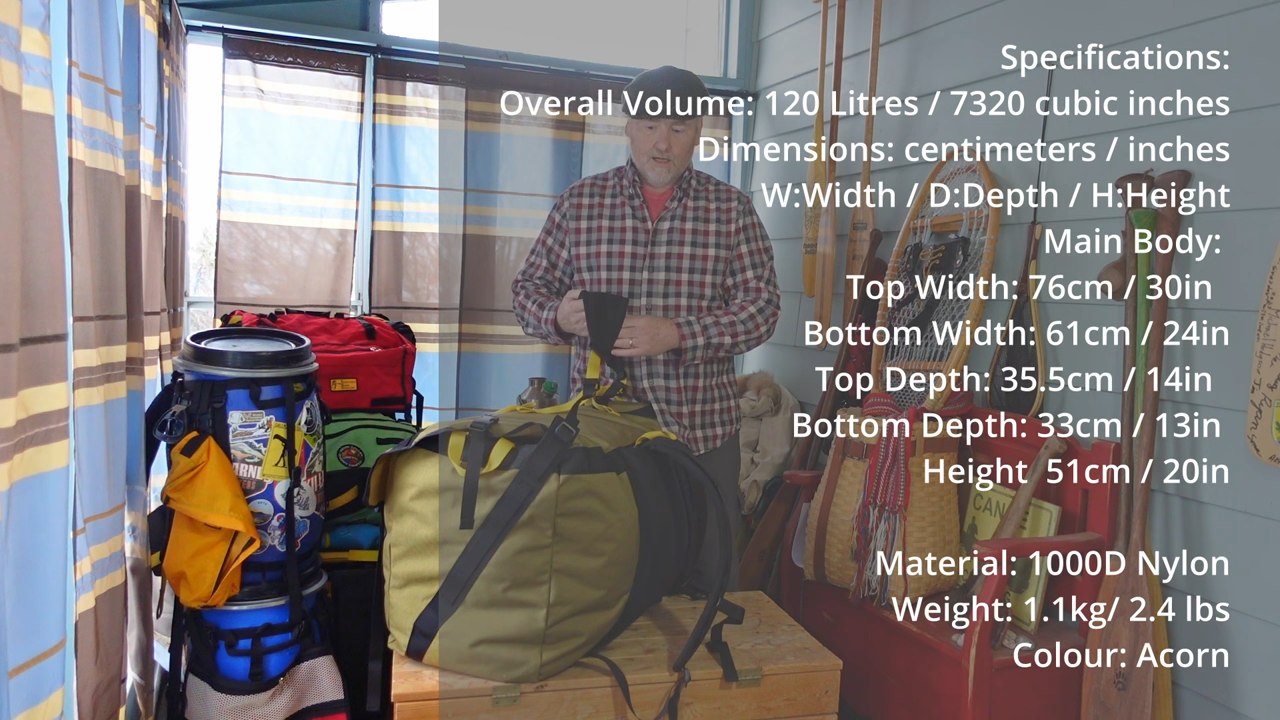 Specifications:
Overall Volume: 120 Litres / 7320 cubic inches
Dimensions: centimeters / inches
W:Width / D:Depth / H:Height
Main Body:
Top Width: 76cm / 30in
Bottom Width: 61cm / 24in
Top Depth: 35.5cm / 14in
Bottom Depth: 33cm / 13in
Height 51cm / 20in
CAN
Material: 1000D Nylon
Weight: 1.1kg/ 2.4 lbs
Colour: Acorn